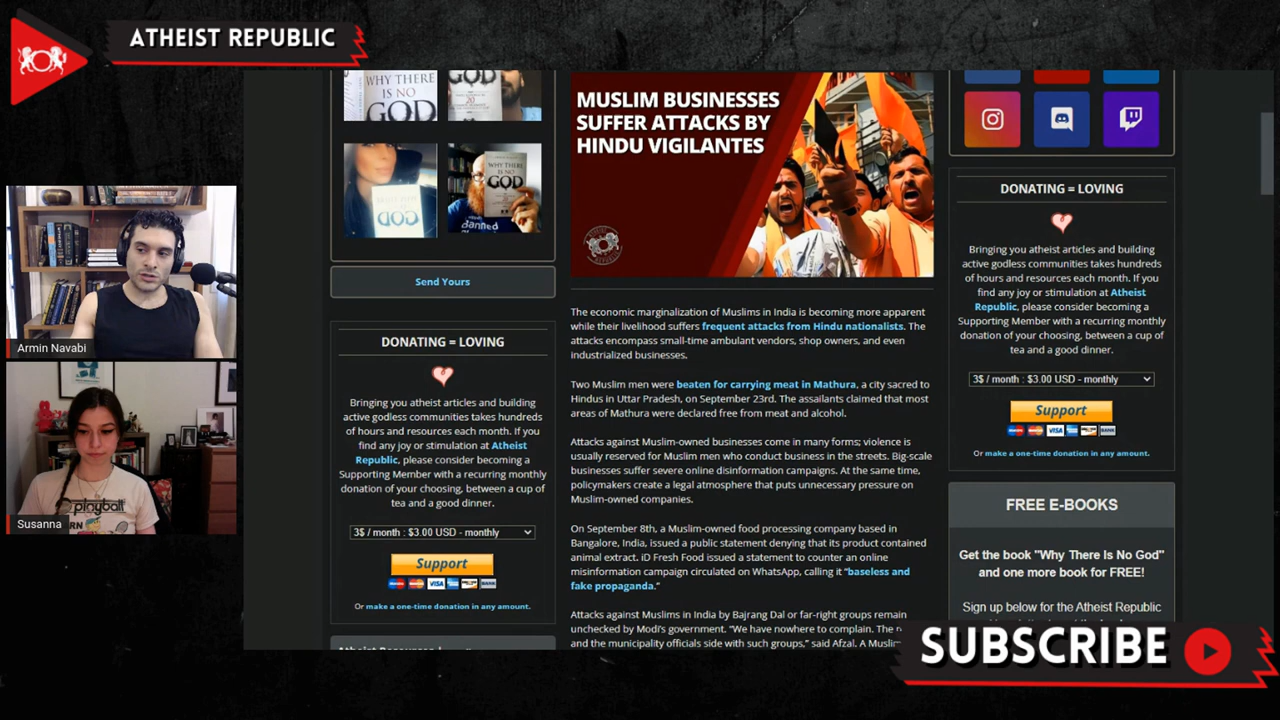 ATHEIST REPUBLIC
Armin Navabi
Susanna
WHY THERE
IS NO
GOD
GOD
GOD
WHY THERE
IS NO
GOD
Banned
Send Yours
DONATING = LOVING
Bringing you atheist articles and building
active godless communities takes hundreds
of hours and resources each month. If you
find any joy or stimulation at Atheist
Republic, please consider becoming a
Supporting Member with a recurring monthly
donation of your choosing, between a cup of
tea and a good dinner.
3$ / month : $3.00 USD - monthly
Support
VISA
BANK
Or make a one-time donation in any amount.
MUSLIM BUSINESSES
SUFFER ATTACKS BY
HINDU VIGILANTES
The economic marginalization of Muslims in India is becoming more apparent
while their livelihood suffers frequent attacks from Hindu nationalists. The
attacks encompass small-time ambulant vendors, shop owners, and even
industrialized businesses.
Two Muslim men were beaten for carrying meat in Mathura, a city sacred to
Hindus in Uttar Pradesh, on September 23rd. The assailants claimed that most
areas of Mathura were declared free from meat and alcohol.
Attacks against Muslim-owned businesses come in many forms; violence is
usually reserved for Muslim men who conduct business in the streets. Big-scale
businesses suffer severe online disinformation campaigns. At the same time,
policymakers create a legal atmosphere that puts unnecessary pressure on
Muslim-owned companies.
On September 8th, a Muslim-owned food processing company based in
Bangalore, India, issued a public statement denying that its product contained
animal extract. iD Fresh Food issued a statement to counter an online
misinformation campaign circulated on WhatsApp, calling it “baseless and
fake propaganda.”
Attacks against Muslims in India by Bajrang Dal or far-right groups remain
unchecked by Modi’s government. “We have nowhere to complain. The
and the municipality officials side with such groups,” said Afzal. A
DONATING = LOVING
Bringing you atheist articles and building
active godless communities takes hundreds
of hours and resources each month. If you
find any joy or stimulation at Atheist
Republic, please consider becoming a
Supporting Member with a recurring monthly
donation of your choosing, between a cup of
tea and a good dinner.
3$ / month : $3.00 USD - monthly
Support
VISA
BANK
Or make a one-time donation in any amount.
FREE E-BOOKS
Get the book "Why There Is No God"
and one more book for FREE!
Sign up below for the Atheist Republic
SUBSCRIBE